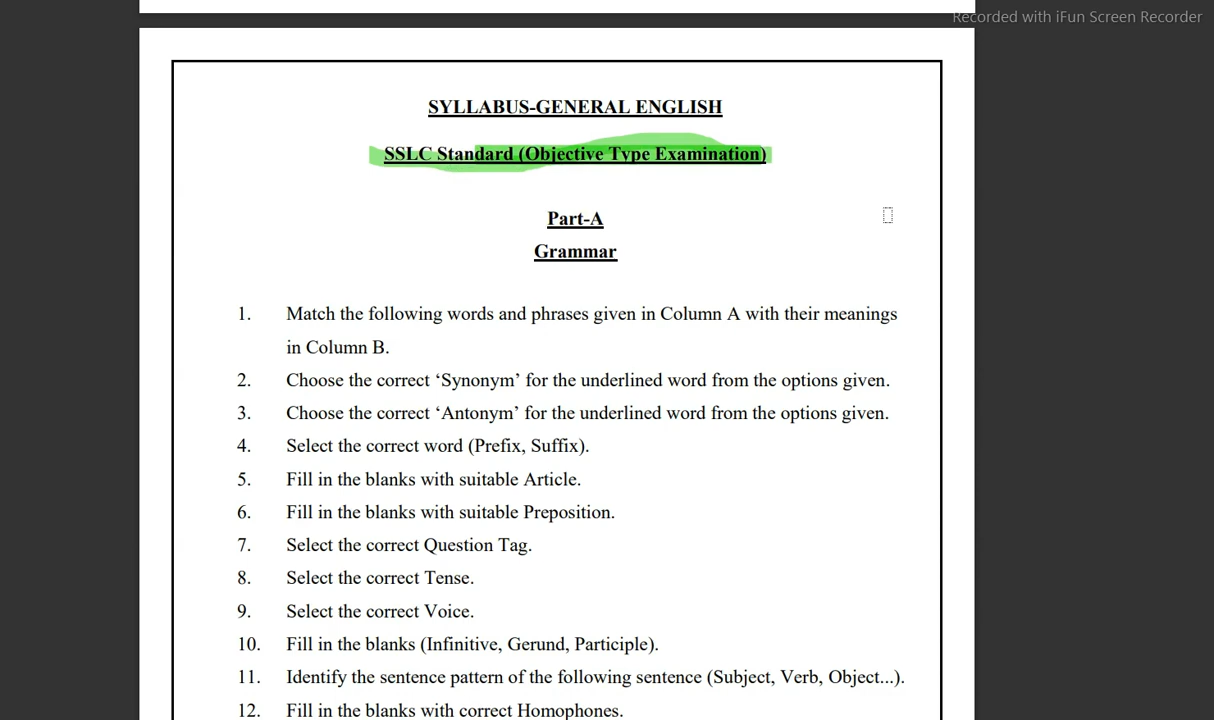 Recorded with iFun Screen Recorder
SYLLABUS-GENERAL ENGLISH
SSLC Standard (Objective Type Examination)
Part-A
Grammar
1. Match the following words and phrases given in Column A with their meanings
in Column B.
2. Choose the correct ‘Synonym’ for the underlined word from the options given.
3. Choose the correct ‘Antonym’ for the underlined word from the options given.
4. Select the correct word (Prefix, Suffix).
5. Fill in the blanks with suitable Article.
6. Fill in the blanks with suitable Preposition.
7. Select the correct Question Tag.
8. Select the correct Tense.
9. Select the correct Voice.
10. Fill in the blanks (Infinitive, Gerund, Participle).
11. Identify the sentence pattern of the following sentence (Subject, Verb, Object...).
12. Fill in the blanks with correct Homophones.